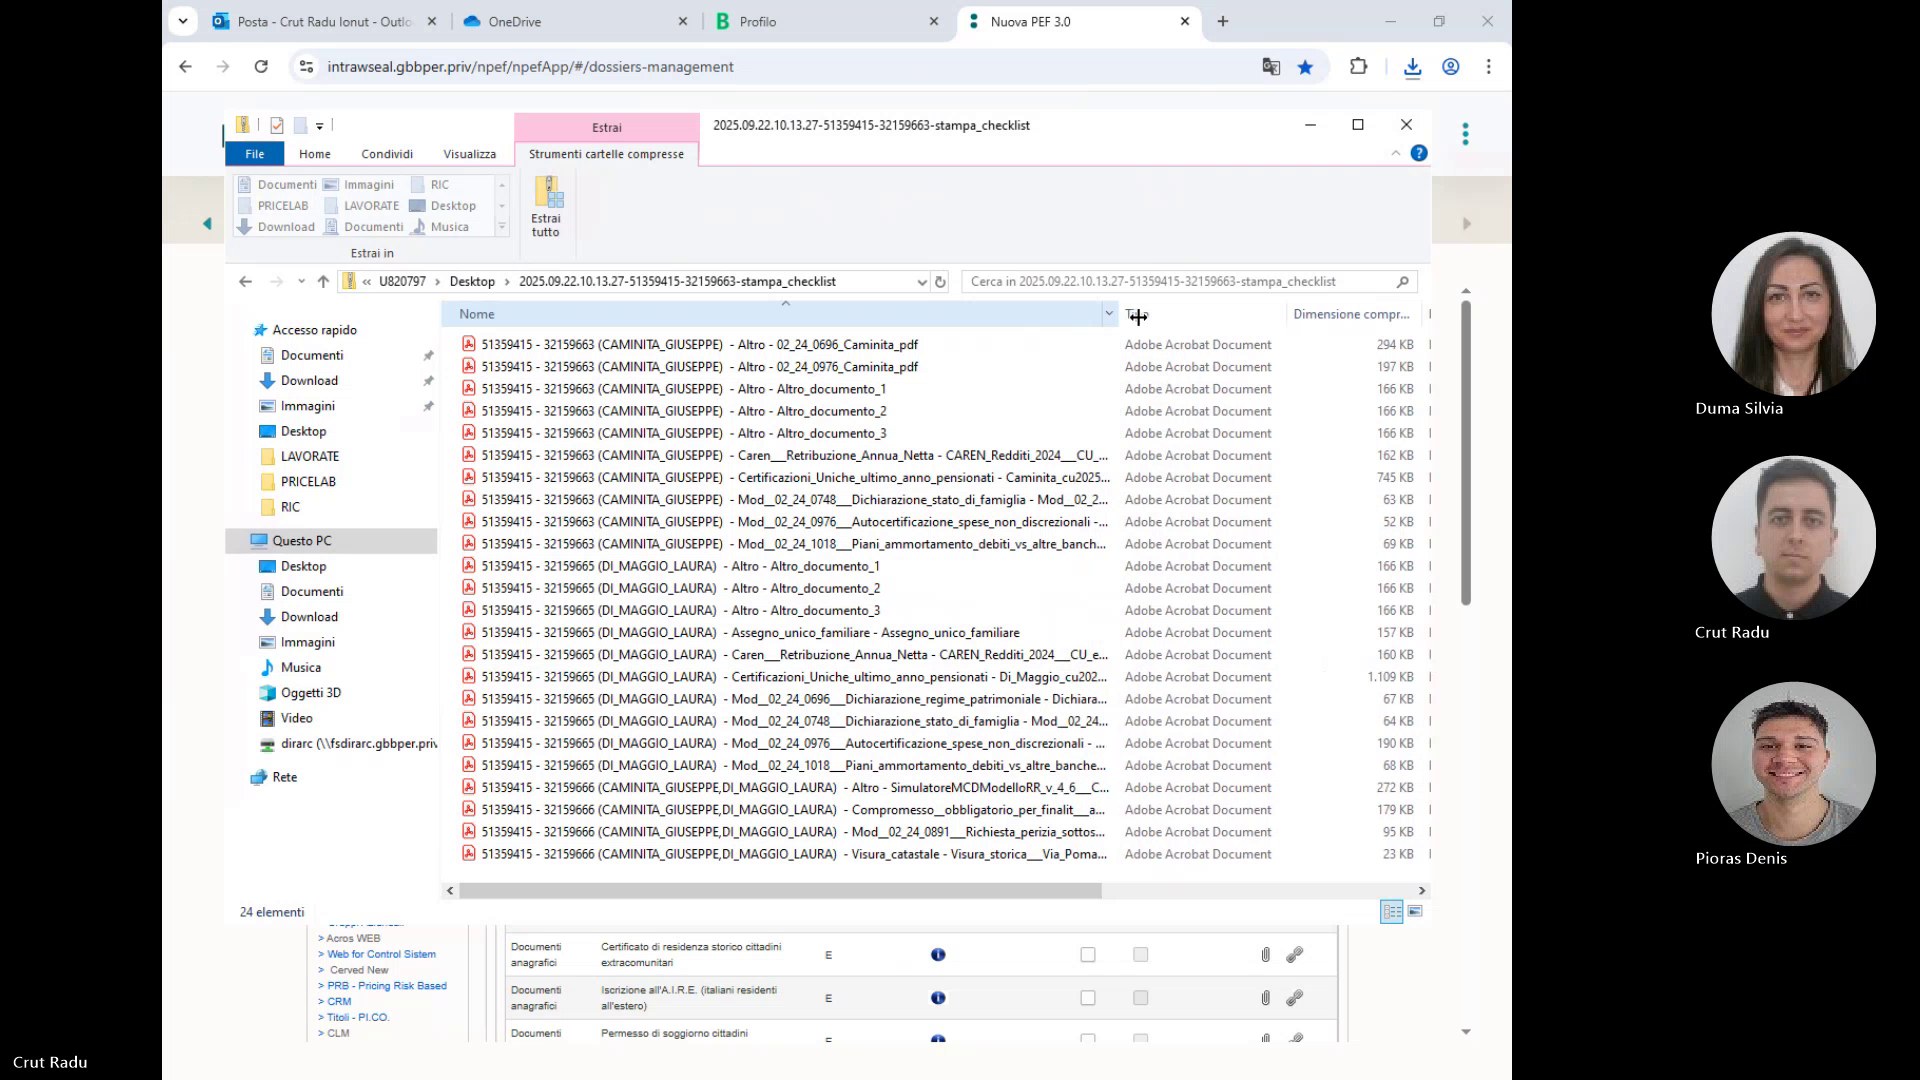 Posta - Crut Radu Ionut - Outlo
OneDrive
Profilo
Nuova PEF 3.0
intrawseal.gbbper.priv/npef/npefApp/#/dossiers-management
Estrai
2025.09.22.10.13.27-51359415-32159663-stampa_checklist
File
Home
Condividi
Visualizza
Strumenti cartelle compresse
Documenti
Immagini
RIC
PRICELAB
LAVORATE
Desktop
Download
Documenti
Musica
Estrai tutto
Estrai in
« U820797 › Desktop › 2025.09.22.10.13.27-51359415-32159663-stampa_checklist
Cerca in 2025.09.22.10.13.27-51359415-32159663-stampa_checklist
Accesso rapido
Documenti
Download
Immagini
Desktop
LAVORATE
PRICELAB
RIC
Questo PC
Desktop
Documenti
Download
Immagini
Musica
Oggetti 3D
Video
dirarc (\\fsdirarc.gbbper.priv
Rete
Nome
Dimensione compr...
51359415 - 32159663 (CAMINITA_GIUSEPPE) - Altro - 02_24_0696_Caminita_pdf Adobe Acrobat Document 294 KB
51359415 - 32159663 (CAMINITA_GIUSEPPE) - Altro - 02_24_0976_Caminita_pdf Adobe Acrobat Document 197 KB
51359415 - 32159663 (CAMINITA_GIUSEPPE) - Altro - Altro_documento_1 Adobe Acrobat Document 166 KB
51359415 - 32159663 (CAMINITA_GIUSEPPE) - Altro - Altro_documento_2 Adobe Acrobat Document 166 KB
51359415 - 32159663 (CAMINITA_GIUSEPPE) - Altro - Altro_documento_3 Adobe Acrobat Document 166 KB
51359415 - 32159663 (CAMINITA_GIUSEPPE) - Caren___Retribuzione_Annua_Netta - CAREN_Redditi_2024___CU_... Adobe Acrobat Document 162 KB
51359415 - 32159663 (CAMINITA_GIUSEPPE) - Certificazioni_Uniche_ultimo_anno_pensionati - Caminita_cu2025... Adobe Acrobat Document 745 KB
51359415 - 32159663 (CAMINITA_GIUSEPPE) - Mod__02_24_0748___Dichiarazione_stato_di_famiglia - Mod__02_2... Adobe Acrobat Document 63 KB
51359415 - 32159663 (CAMINITA_GIUSEPPE) - Mod__02_24_0976___Autocertificazione_spese_non_discrezionali -... Adobe Acrobat Document 52 KB
51359415 - 32159663 (CAMINITA_GIUSEPPE) - Mod__02_24_1018___Piani_ammortamento_debiti_vs_altre_banch... Adobe Acrobat Document 69 KB
51359415 - 32159665 (DI_MAGGIO_LAURA) - Altro - Altro_documento_1 Adobe Acrobat Document 166 KB
51359415 - 32159665 (DI_MAGGIO_LAURA) - Altro - Altro_documento_2 Adobe Acrobat Document 166 KB
51359415 - 32159665 (DI_MAGGIO_LAURA) - Altro - Altro_documento_3 Adobe Acrobat Document 166 KB
51359415 - 32159665 (DI_MAGGIO_LAURA) - Assegno_unico_familiare - Assegno_unico_familiare Adobe Acrobat Document 157 KB
51359415 - 32159665 (DI_MAGGIO_LAURA) - Caren___Retribuzione_Annua_Netta - CAREN_Redditi_2024___CU_e... Adobe Acrobat Document 160 KB
51359415 - 32159665 (DI_MAGGIO_LAURA) - Certificazioni_Uniche_ultimo_anno_pensionati - Di_Maggio_cu202... Adobe Acrobat Document 1.109 KB
51359415 - 32159665 (DI_MAGGIO_LAURA) - Mod__02_24_0696___Dichiarazione_regime_patrimoniale - Dichiara... Adobe Acrobat Document 67 KB
51359415 - 32159665 (DI_MAGGIO_LAURA) - Mod__02_24_0748___Dichiarazione_stato_di_famiglia - Mod__02_24... Adobe Acrobat Document 64 KB
51359415 - 32159665 (DI_MAGGIO_LAURA) - Mod__02_24_0976___Autocertificazione_spese_non_discrezionali - ... Adobe Acrobat Document 190 KB
51359415 - 32159665 (DI_MAGGIO_LAURA) - Mod__02_24_1018___Piani_ammortamento_debiti_vs_altre_banche... Adobe Acrobat Document 68 KB
51359415 - 32159666 (CAMINITA_GIUSEPPE,DI_MAGGIO_LAURA) - Altro - SimulatoreMCDModelloRR_v_4_6___C... Adobe Acrobat Document 272 KB
51359415 - 32159666 (CAMINITA_GIUSEPPE,DI_MAGGIO_LAURA) - Compromesso__obbligatorio_per_finalit___a... Adobe Acrobat Document 179 KB
51359415 - 32159666 (CAMINITA_GIUSEPPE,DI_MAGGIO_LAURA) - Mod__02_24_0891___Richiesta_perizia_sottos... Adobe Acrobat Document 95 KB
51359415 - 32159666 (CAMINITA_GIUSEPPE,DI_MAGGIO_LAURA) - Visura_catastale - Visura_storica___Via_Poma... Adobe Acrobat Document 23 KB
24 elementi
> Acros WEB
> Web for Control Sistem
> Cerved New
> PRB - Pricing Risk Based
> CRM
> Titoli - PI.CO.
> CLM
Documenti anagrafici
Certificato di residenza storico cittadini extracomunitari
E
Documenti anagrafici
Iscrizione all'A.I.R.E. (italiani residenti all'estero)
E
Documenti
Permesso di soggiorno cittadini
Duma Silvia
Crut Radu
Pioras Denis
Crut Radu